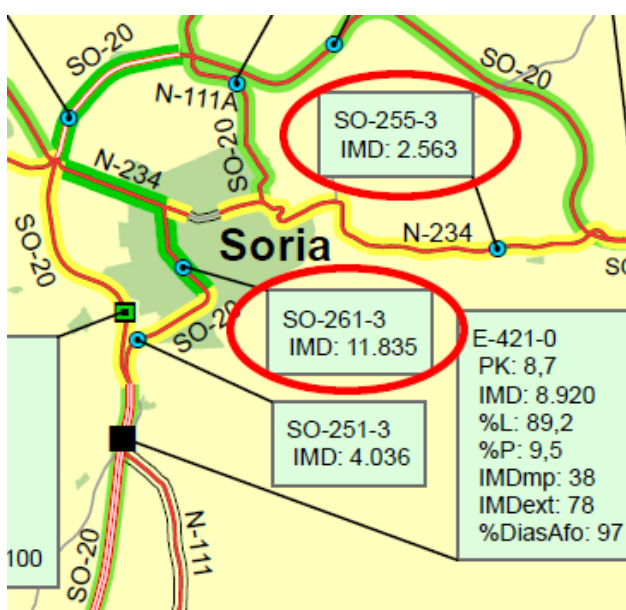 SO-20
SO-20
N-111A
SO-255-3
IMD: 2.563
N-234
SO-20
N-234
Soria
SO-20
SO-261-3
IMD: 11.835
SO-20
E-421-0
PK: 8,7
IMD: 8.920
%L: 89,2
%P: 9,5
IMDmp: 38
IMDext: 78
%DiasAfo: 97
SO-251-3
IMD: 4.036
100
SO-20
N-111